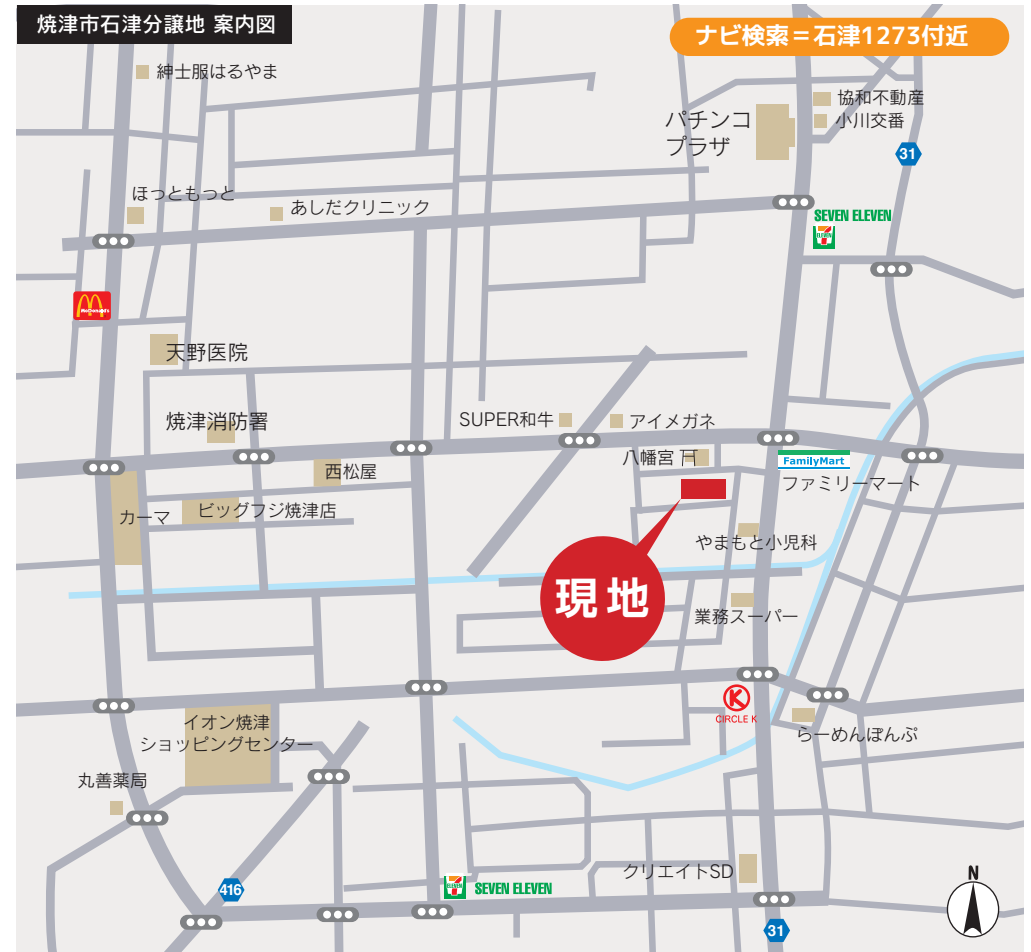 焼津市石津分譲地 案内図
ナビ検索＝石津1273付近
紳士服はるやま
協和不動産
小川交番
パチンコ
プラザ
31
ほっともっと
あしだクリニック
SEVEN ELEVEN
ELEVEN
McDonald's
天野医院
焼津消防署
SUPER和牛
アイメガネ
八幡宮
FamilyMart
ファミリーマート
西松屋
カーマ
ビッグフジ焼津店
やまもと小児科
現地
業務スーパー
K
CIRCLE K
らーめんぽんぷ
イオン焼津
ショッピングセンター
丸善薬局
クリエイトSD
416
ELEVEN
SEVEN ELEVEN
31
N